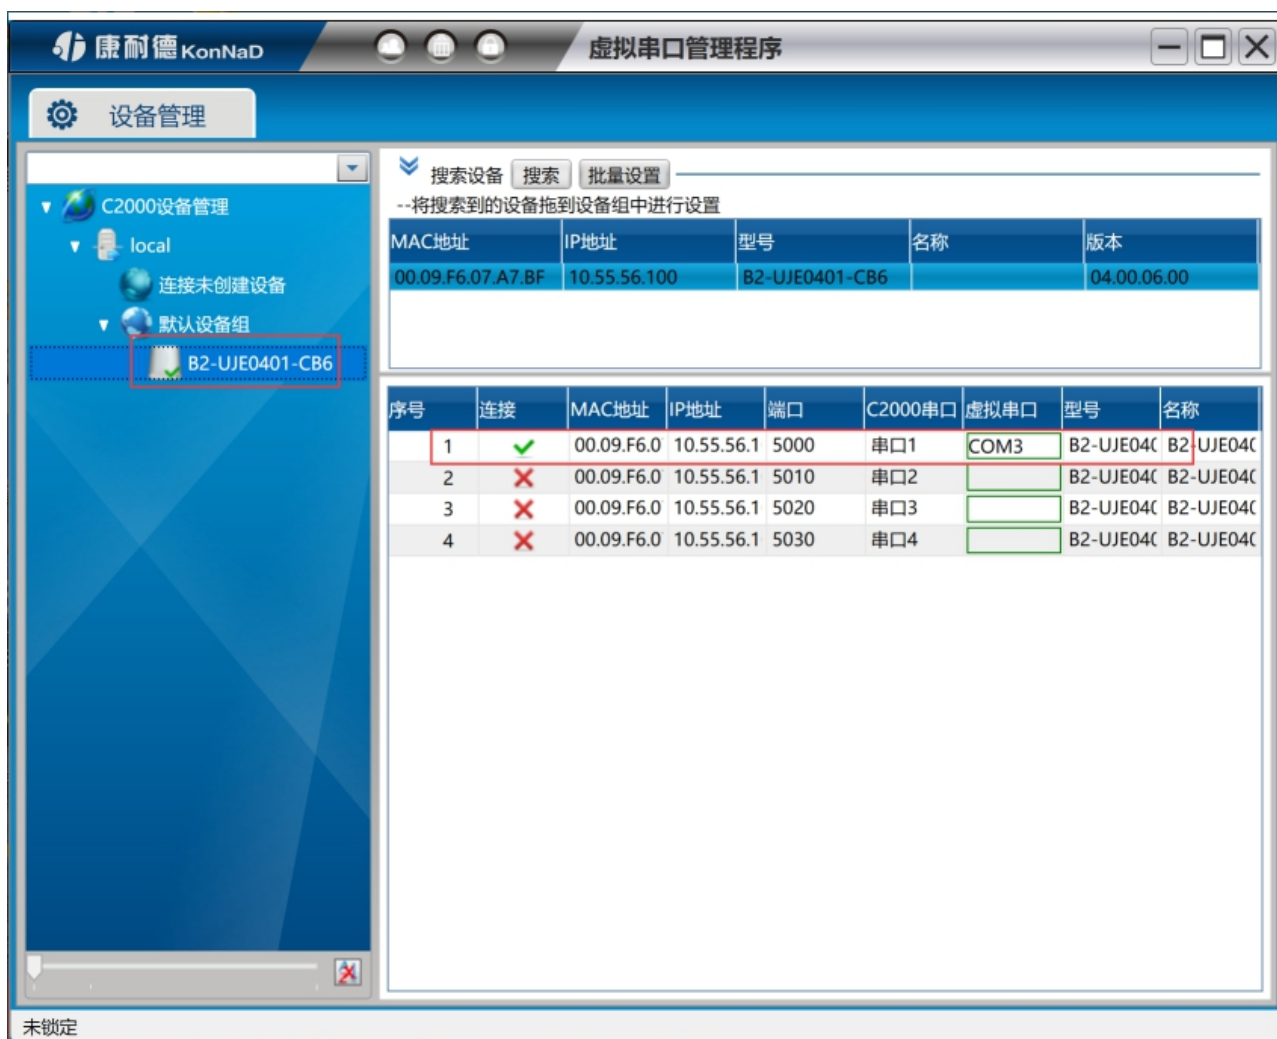 康耐德 KonNaD 虚拟串口管理程序
设备管理
搜索设备 搜索 批量设置
--将搜索到的设备拖到设备组中进行设置
C2000设备管理
local
连接未创建设备
默认设备组
B2-UJE0401-CB6
MAC地址 IP地址 型号 名称 版本
00.09.F6.07.A7.BF 10.55.56.100 B2-UJE0401-CB6 04.00.06.00
序号 连接 MAC地址 IP地址 端口 C2000串口 虚拟串口 型号 名称
1 00.09.F6.0 10.55.56.1 5000 串口1 COM3 B2-UJE04( B2-UJE04(
2 00.09.F6.0 10.55.56.1 5010 串口2 B2-UJE04( B2-UJE04(
3 00.09.F6.0 10.55.56.1 5020 串口3 B2-UJE04( B2-UJE04(
4 00.09.F6.0 10.55.56.1 5030 串口4 B2-UJE04( B2-UJE04(
未锁定